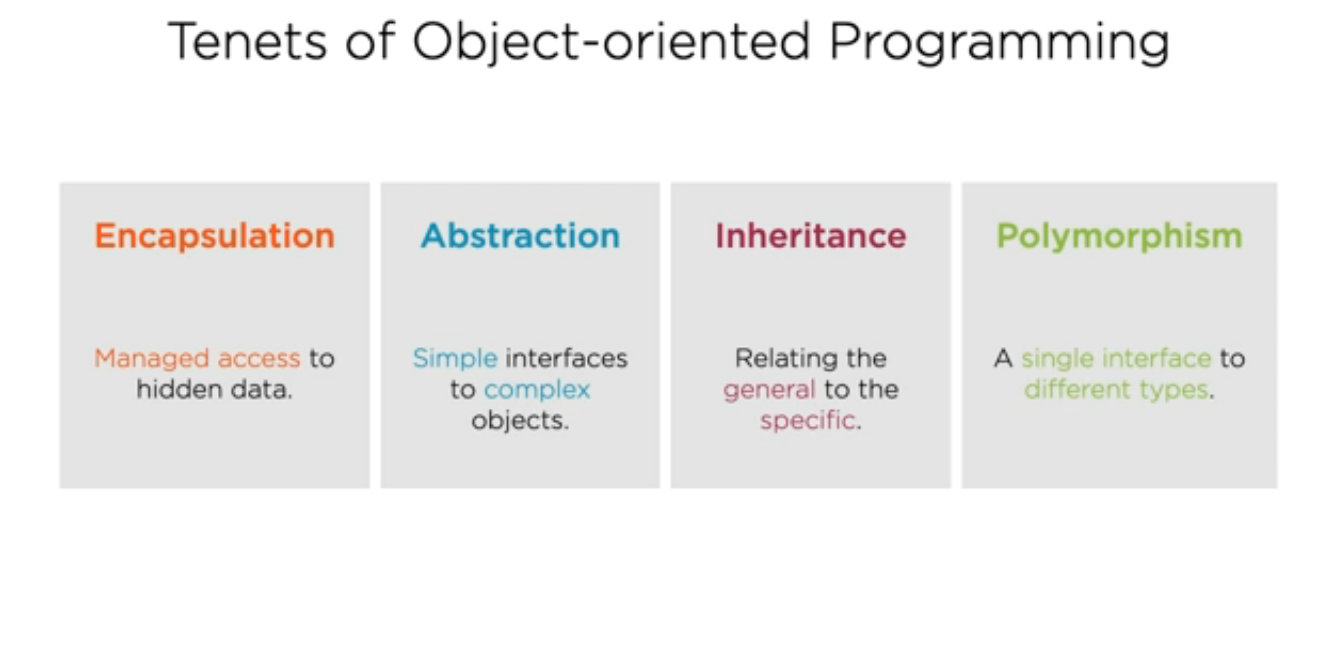 Tenets of Object-oriented Programming
Encapsulation
Managed access to
hidden data.
Abstraction
Simple interfaces
to complex
objects.
Inheritance
Relating the
general to the
specific.
Polymorphism
A single interface to
different types.